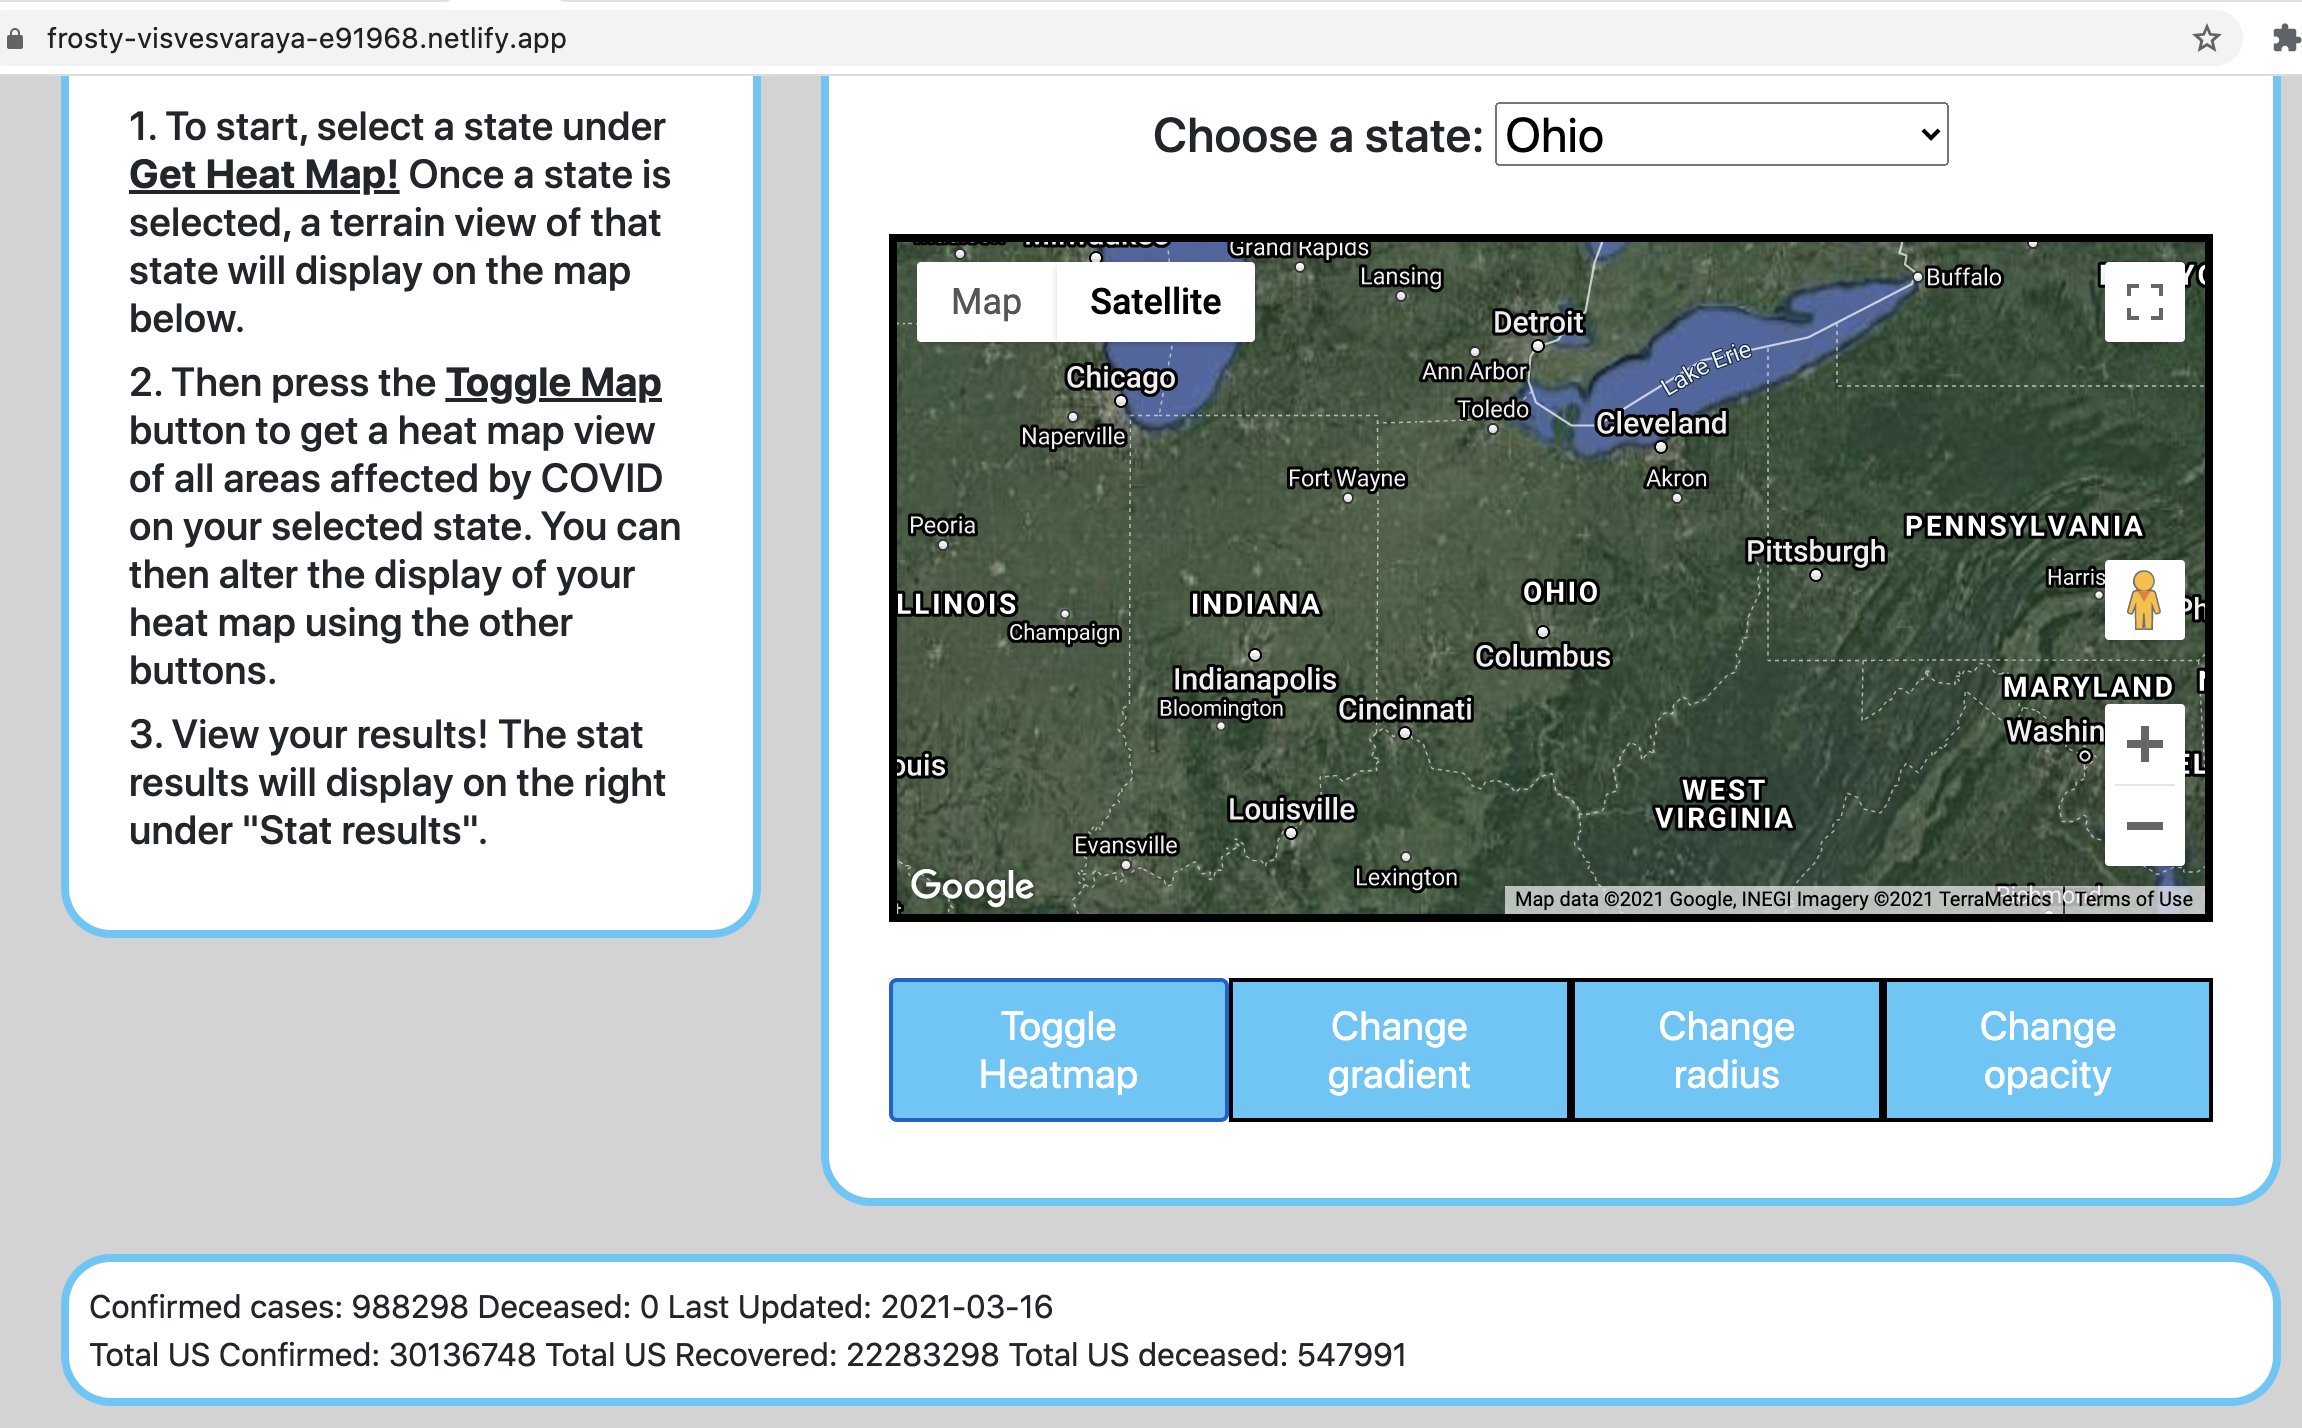 frosty-visvesvaraya-e91968.netlify.app
1. To start, select a state under
Get Heat Map! Once a state is
selected, a terrain view of that
state will display on the map
below.
2. Then press the Toggle Map
button to get a heat map view
of all areas affected by COVID
on your selected state. You can
then alter the display of your
heat map using the other
buttons.
3. View your results! The stat
results will display on the right
under "Stat results".
Choose a state: Ohio
Grand Rapids
Lansing
Buffalo
Map
Satellite
Detroit
Ann Arbor
Lake Erie
Chicago
Toledo
Cleveland
Naperville
Fort Wayne
Akron
Peoria
PENNSYLVANIA
Pittsburgh
Harris
Ph
LLINOIS
INDIANA
OHIO
Champaign
Columbus
Indianapolis
MARYLAND
Bloomington
Cincinnati
Washin
ouis
EL
WEST
VIRGINIA
Louisville
Evansville
Lexington
Google
Map data ©2021 Google, INEGI Imagery ©2021 TerraMetrics
Terms of Use
Toggle
Heatmap
Change
gradient
Change
radius
Change
opacity
Confirmed cases: 988298 Deceased: 0 Last Updated: 2021-03-16
Total US Confirmed: 30136748 Total US Recovered: 22283298 Total US deceased: 547991